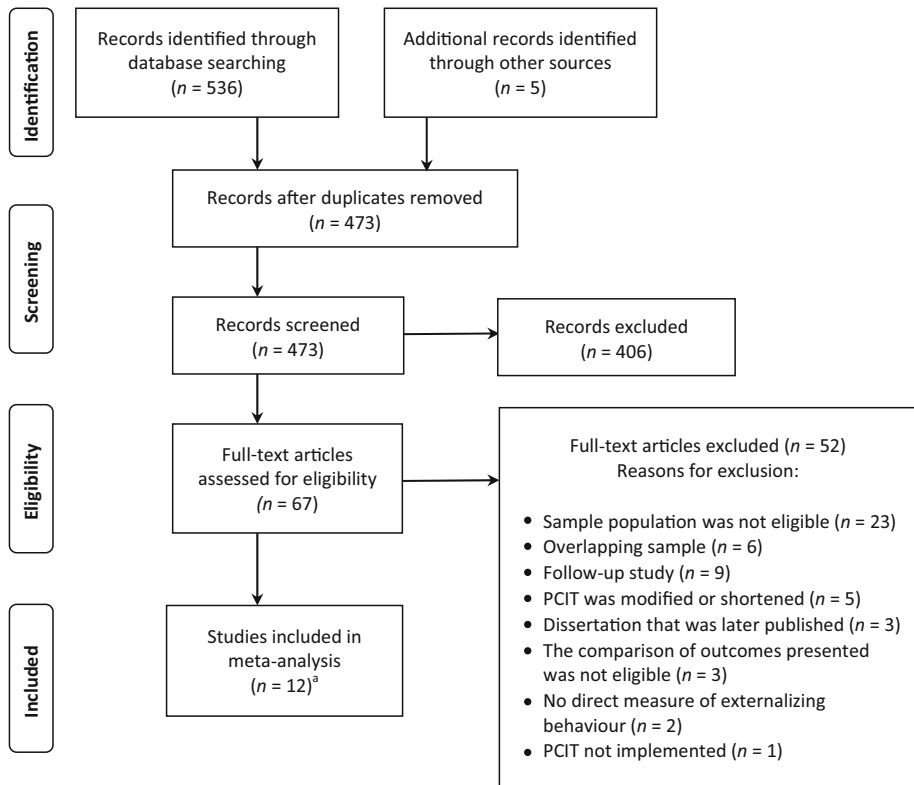 Identification
Records identified through
database searching
(n = 536)
Additional records identified
through other sources
(n = 5)
Records after duplicates removed
(n = 473)
Screening
Records screened
(n = 473)
Records excluded
(n = 406)
Eligibility
Full-text articles
assessed for eligibility
(n = 67)
Full-text articles excluded (n = 52)
Reasons for exclusion:
• Sample population was not eligible (n = 23)
• Overlapping sample (n = 6)
• Follow-up study (n = 9)
• PCIT was modified or shortened (n = 5)
• Dissertation that was later published (n = 3)
• The comparison of outcomes presented
was not eligible (n = 3)
• No direct measure of externalizing
behaviour (n = 2)
• PCIT not implemented (n = 1)
Included
Studies included in
meta-analysis
(n = 12)a